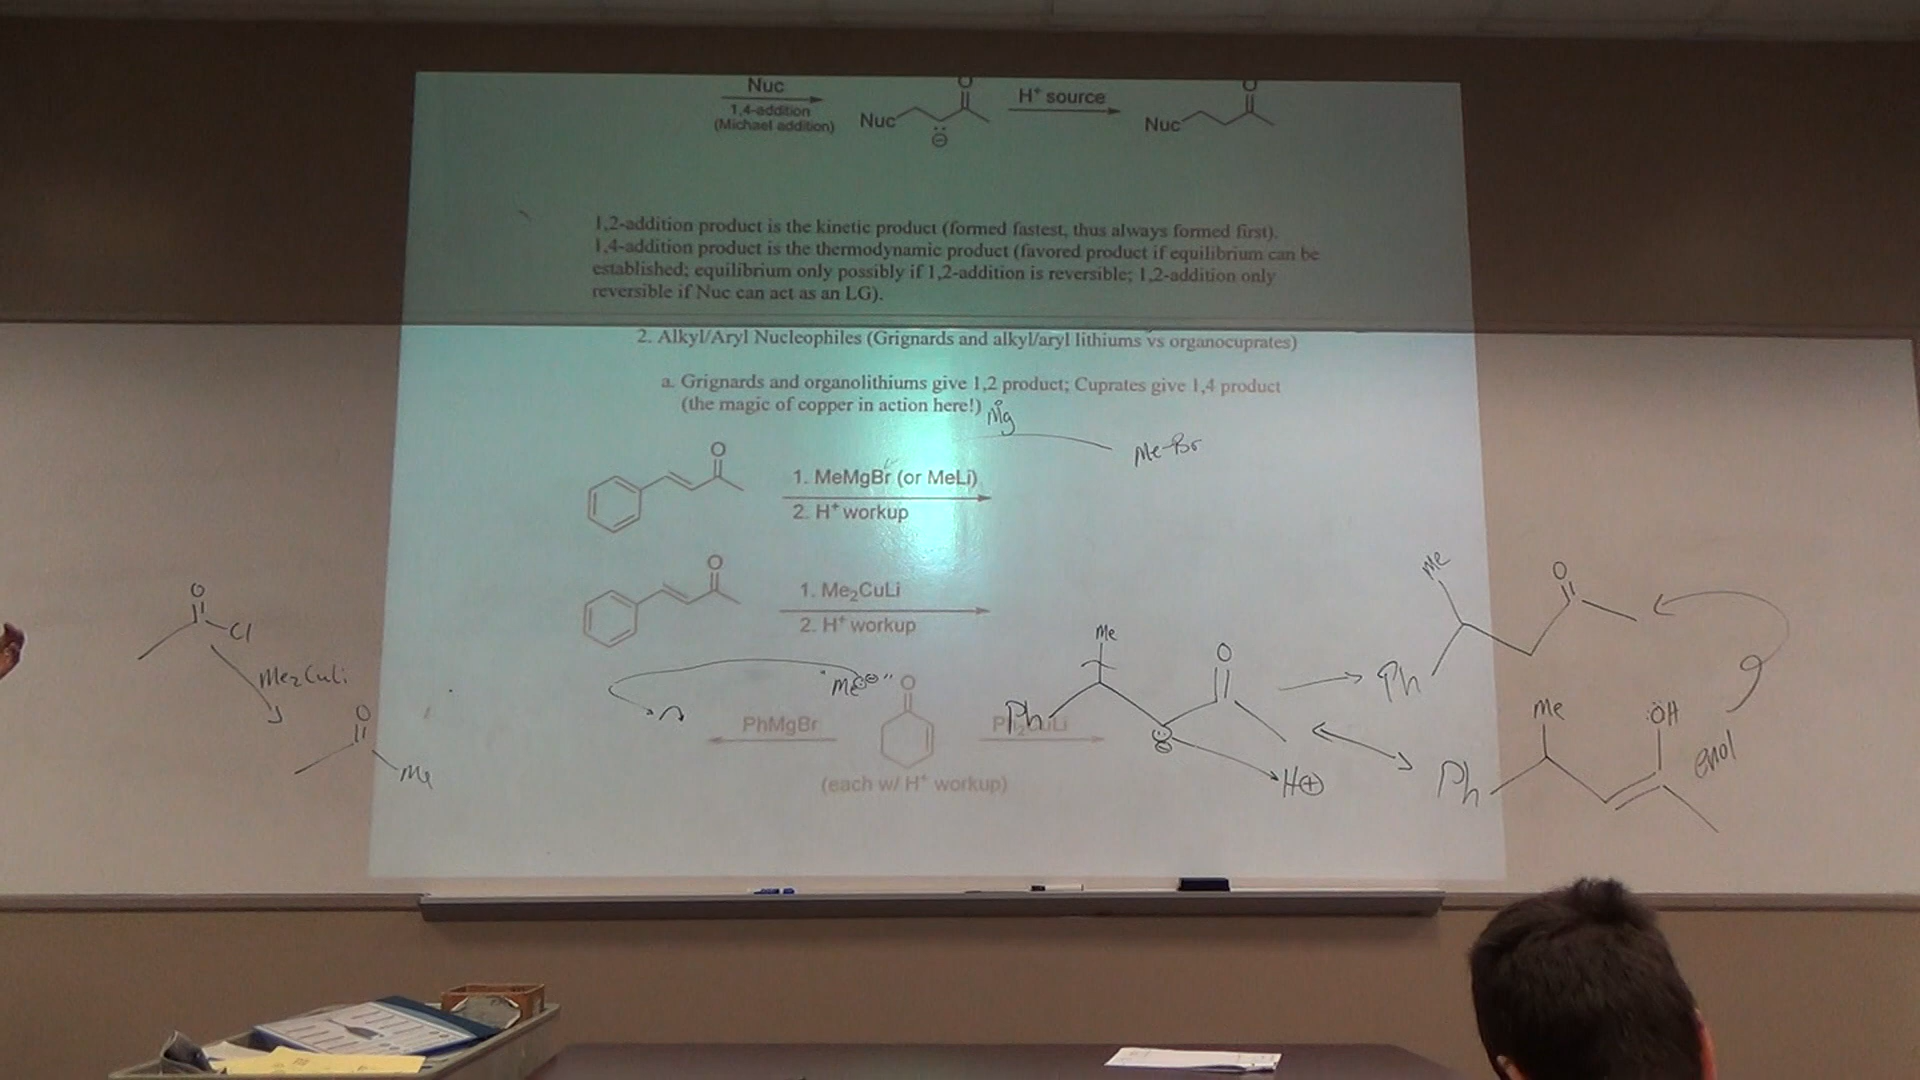 Nuc
1,4-addition
(Michael addition)
Nuc
O
⊖
H⁺ source
Nuc
O
1,2-addition product is the kinetic product (formed fastest, thus always formed first).
1,4-addition product is the thermodynamic product (favored product if equilibrium can be
established; equilibrium only possibly if 1,2-addition is reversible; 1,2-addition only
reversible if Nuc can act as an LG).
2. Alkyl/Aryl Nucleophiles (Grignards and alkyl/aryl lithiums vs organocuprates)
a. Grignards and organolithiums give 1,2 product; Cuprates give 1,4 product
(the magic of copper in action here!)
Mg
Me-Br
O
1. MeMgBr (or MeLi)
2. H⁺ workup
O
1. Me₂CuLi
2. H⁺ workup
O
Cl
Me₂CuLi
O
Me
"Me⊖"
O
PhMgBr
Ph₂CuLi
(each w/ H⁺ workup)
Me
O
Ph
⊖
H⊕
Me
O
Ph
Me
:ÖH
Ph
enol